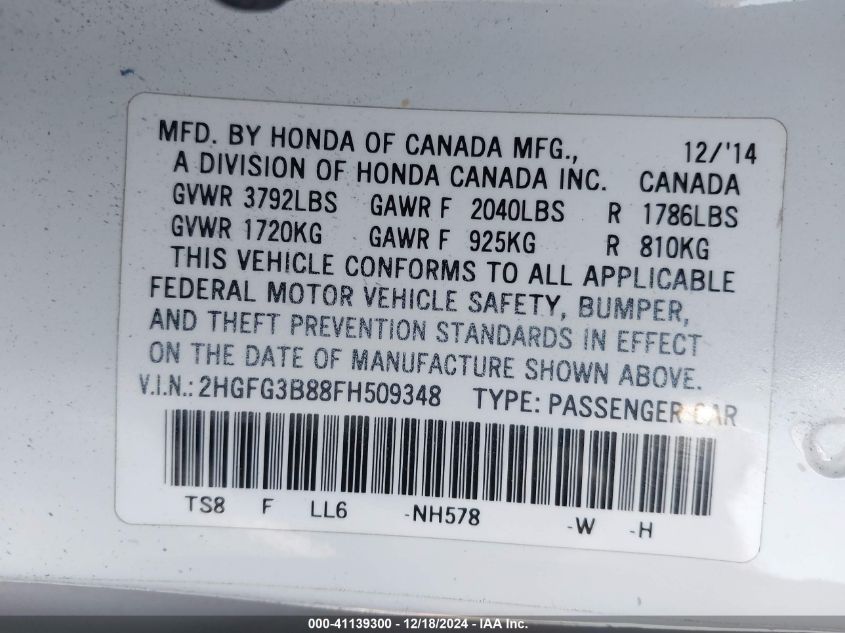 MFD. BY HONDA OF CANADA MFG., 12/'14
A DIVISION OF HONDA CANADA INC. CANADA
GVWR 3792LBS GAWR F 2040LBS R 1786LBS
GVWR 1720KG GAWR F 925KG R 810KG
THIS VEHICLE CONFORMS TO ALL APPLICABLE
FEDERAL MOTOR VEHICLE SAFETY, BUMPER,
AND THEFT PREVENTION STANDARDS IN EFFECT
ON THE DATE OF MANUFACTURE SHOWN ABOVE.
V.I.N.: 2HGFG3B88FH509348 TYPE: PASSENGER CAR
TS8 F LL6 -NH578 -W -H
000-41139300 - 12/18/2024 - IAA Inc.